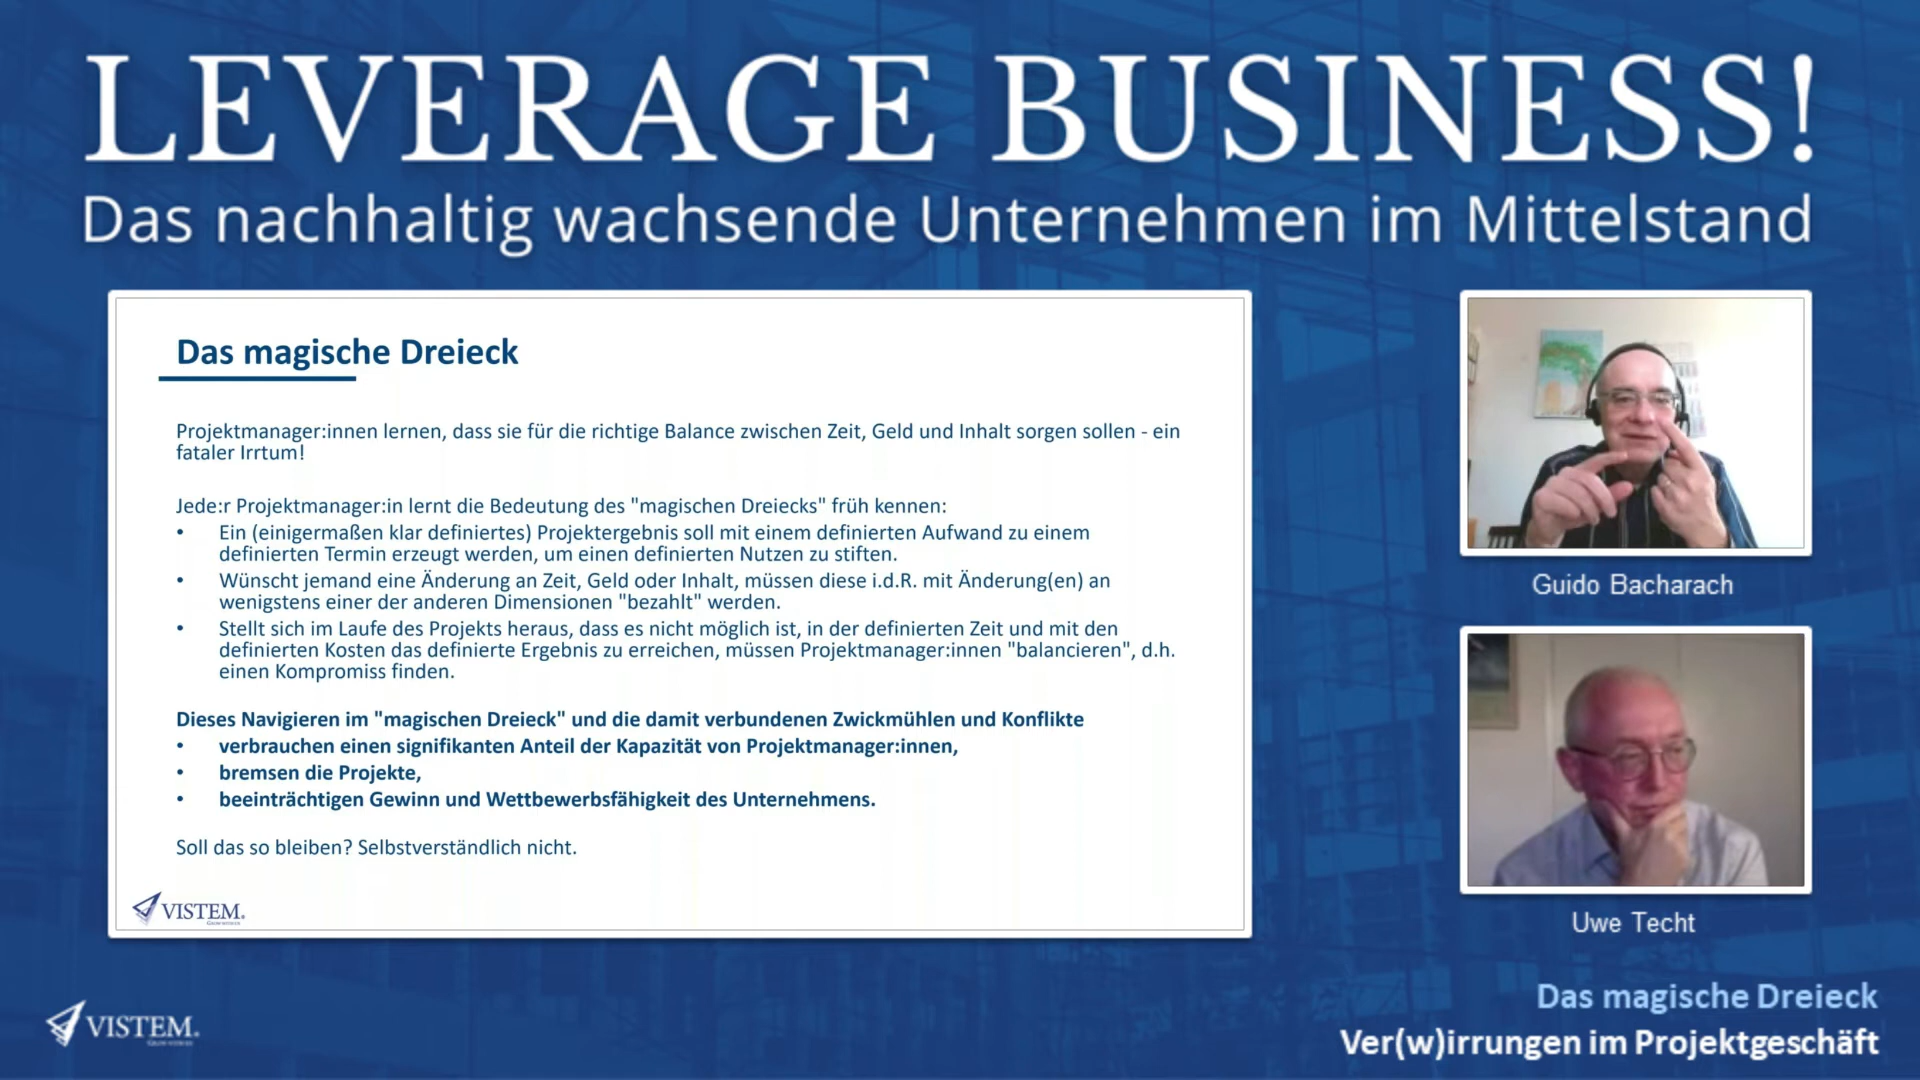 LEVERAGE BUSINESS!
Das nachhaltig wachsende Unternehmen im Mittelstand
Das magische Dreieck
Projektmanager:innen lernen, dass sie für die richtige Balance zwischen Zeit, Geld und Inhalt sorgen sollen - ein
fataler Irrtum!
Jede:r Projektmanager:in lernt die Bedeutung des "magischen Dreiecks" früh kennen:
• Ein (einigermaßen klar definiertes) Projektergebnis soll mit einem definierten Aufwand zu einem
definierten Termin erzeugt werden, um einen definierten Nutzen zu stiften.
• Wünscht jemand eine Änderung an Zeit, Geld oder Inhalt, müssen diese i.d.R. mit Änderung(en) an
wenigstens einer der anderen Dimensionen "bezahlt" werden.
• Stellt sich im Laufe des Projekts heraus, dass es nicht möglich ist, in der definierten Zeit und mit den
definierten Kosten das definierte Ergebnis zu erreichen, müssen Projektmanager:innen "balancieren", d.h.
einen Kompromiss finden.
Dieses Navigieren im "magischen Dreieck" und die damit verbundenen Zwickmühlen und Konflikte
• verbrauchen einen signifikanten Anteil der Kapazität von Projektmanager:innen,
• bremsen die Projekte,
• beeinträchtigen Gewinn und Wettbewerbsfähigkeit des Unternehmens.
Soll das so bleiben? Selbstverständlich nicht.
VISTEM.
Guido Bacharach
Uwe Techt
VISTEM.
Das magische Dreieck
Ver(w)irrungen im Projektgeschäft